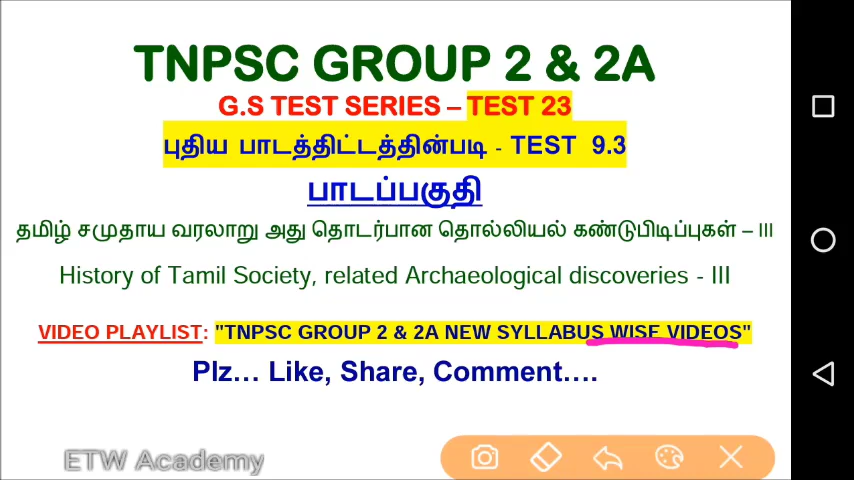 TNPSC GROUP 2 & 2A
G.S TEST SERIES – TEST 23
புதிய பாடத்திட்டத்தின்படி - TEST 9.3
பாடப்பகுதி
தமிழ் சமுதாய வரலாறு அது தொடர்பான தொல்லியல் கண்டுபிடிப்புகள் – III
History of Tamil Society, related Archaeological discoveries - III
VIDEO PLAYLIST: "TNPSC GROUP 2 & 2A NEW SYLLABUS WISE VIDEOS"
Plz... Like, Share, Comment....
ETW Academy